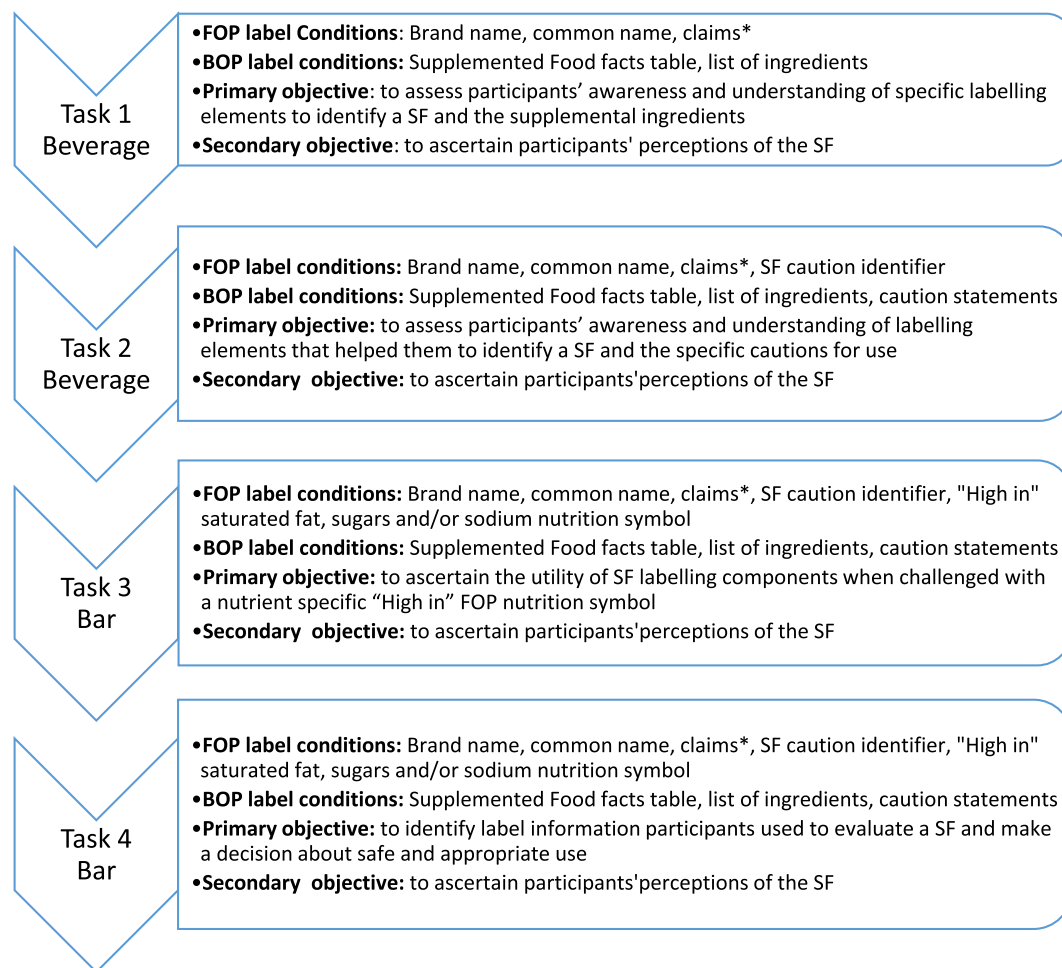 Task 1
Beverage
•FOP label Conditions: Brand name, common name, claims*
•BOP label conditions: Supplemented Food facts table, list of ingredients
•Primary objective: to assess participants’ awareness and understanding of specific labelling
elements to identify a SF and the supplemental ingredients
•Secondary objective: to ascertain participants' perceptions of the SF
Task 2
Beverage
•FOP label conditions: Brand name, common name, claims*, SF caution identifier
•BOP label conditions: Supplemented Food facts table, list of ingredients, caution statements
•Primary objective: to assess participants’ awareness and understanding of labelling
elements that helped them to identify a SF and the specific cautions for use
•Secondary  objective: to ascertain participants'perceptions of the SF
Task 3
Bar
•FOP label conditions: Brand name, common name, claims*, SF caution identifier, "High in"
saturated fat, sugars and/or sodium nutrition symbol
•BOP label conditions: Supplemented Food facts table, list of ingredients, caution statements
•Primary objective: to ascertain the utility of SF labelling components when challenged with
a nutrient specific “High in” FOP nutrition symbol
•Secondary  objective: to ascertain participants'perceptions of the SF
Task 4
Bar
•FOP label conditions: Brand name, common name, claims*, SF caution identifier, "High in"
saturated fat, sugars and/or sodium nutrition symbol
•BOP label conditions: Supplemented Food facts table, list of ingredients, caution statements
•Primary objective: to identify label information participants used to evaluate a SF and make
a decision about safe and appropriate use
•Secondary  objective: to ascertain participants'perceptions of the SF